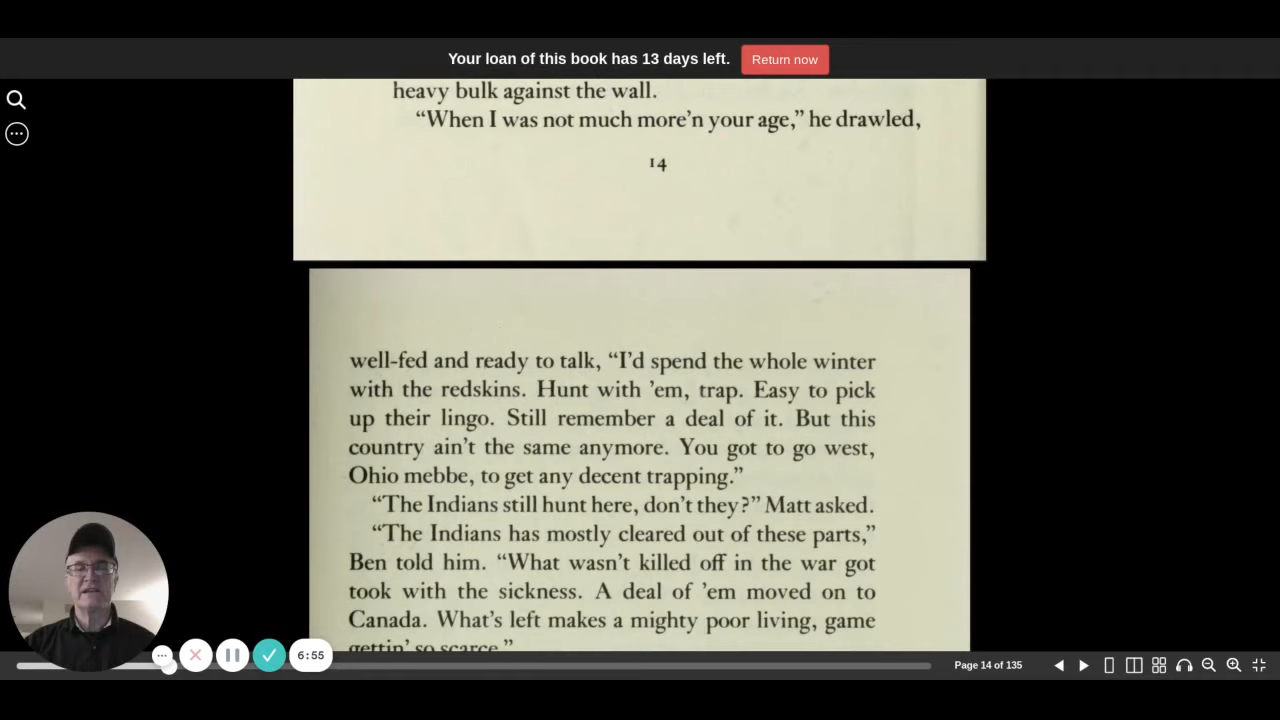 Your loan of this book has 13 days left. Return now
heavy bulk against the wall.
“When I was not much more’n your age,” he drawled,
14
well-fed and ready to talk, “I’d spend the whole winter
with the redskins. Hunt with ’em, trap. Easy to pick
up their lingo. Still remember a deal of it. But this
country ain’t the same anymore. You got to go west,
Ohio mebbe, to get any decent trapping.”
“The Indians still hunt here, don’t they?” Matt asked.
“The Indians has mostly cleared out of these parts,”
Ben told him. “What wasn’t killed off in the war got
took with the sickness. A deal of ’em moved on to
Canada. What’s left makes a mighty poor living, game
gettin’ so scarce.”
6:55
Page 14 of 135